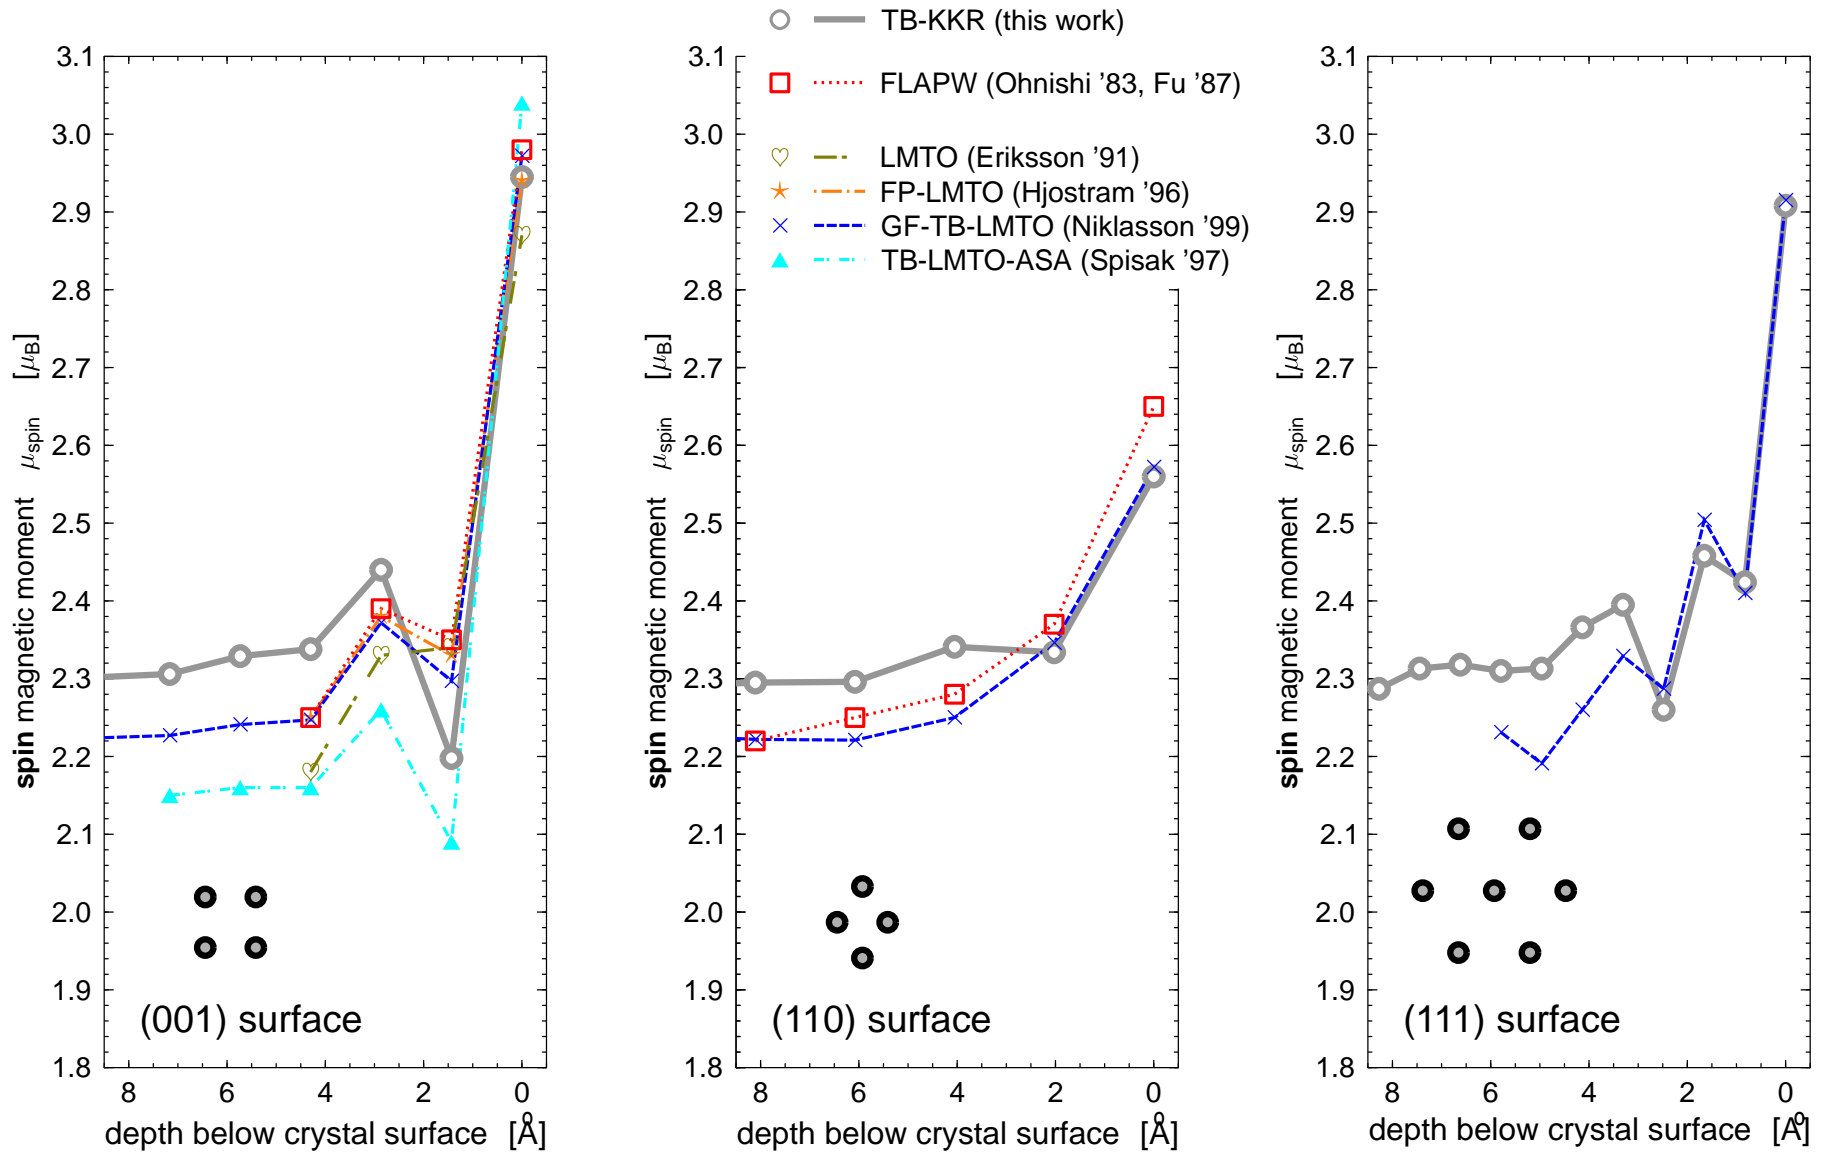 TB-KKR (this work)
FLAPW (Ohnishi '83, Fu '87)
LMTO (Eriksson '91)
FP-LMTO (Hjostram '96)
GF-TB-LMTO (Niklasson '99)
TB-LMTO-ASA (Spisak '97)
3.1
3.0
2.9
2.8
2.7
2.6
2.5
2.4
2.3
2.2
2.1
2.0
1.9
1.8
spin magnetic moment μspin [μB]
(001) surface
8 6 4 2 0
depth below crystal surface [Å]
3.1
3.0
2.9
2.8
2.7
2.6
2.5
2.4
2.3
2.2
2.1
2.0
1.9
1.8
spin magnetic moment μspin [μB]
(110) surface
8 6 4 2 0
depth below crystal surface [Å]
3.1
3.0
2.9
2.8
2.7
2.6
2.5
2.4
2.3
2.2
2.1
2.0
1.9
1.8
spin magnetic moment μspin [μB]
(111) surface
8 6 4 2 0
depth below crystal surface [Å]